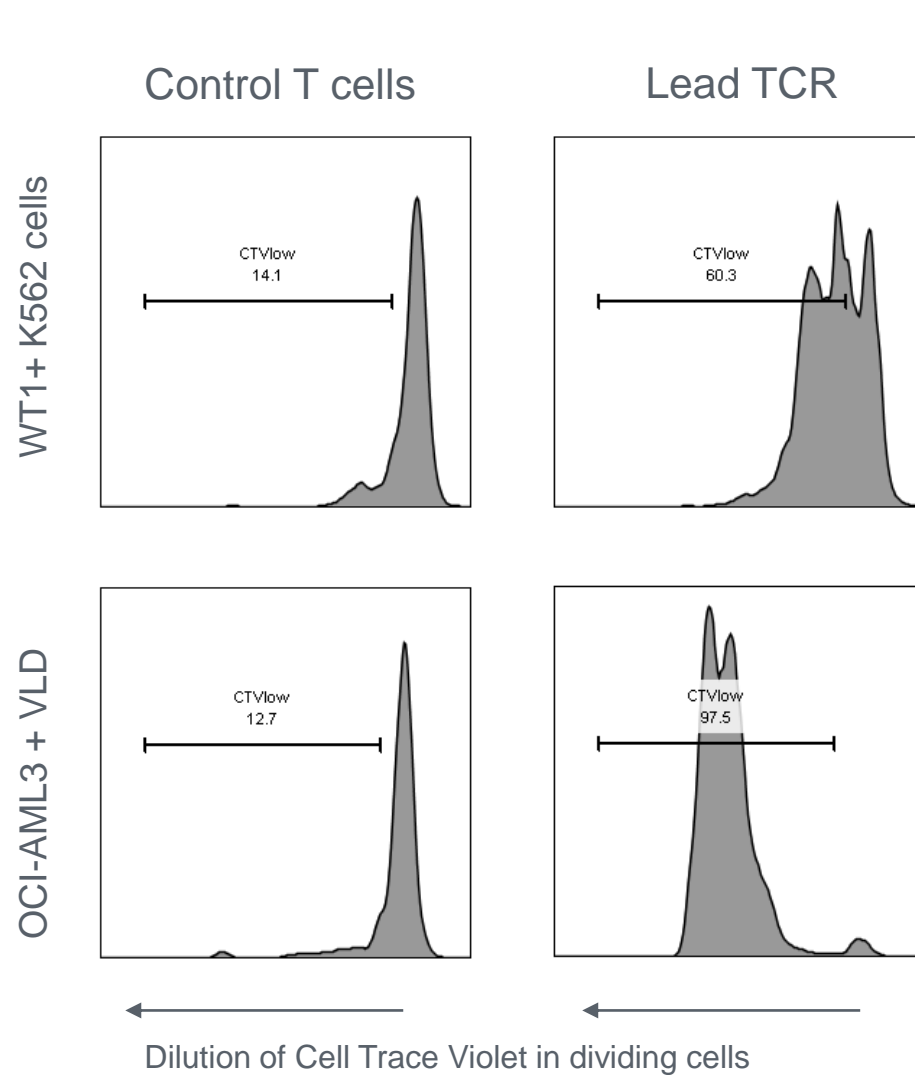 Control T cells
Lead TCR
WT1+ K562 cells
CTVlow
14.1
CTVlow
60.3
OCI-AML3 + VLD
CTVlow
12.7
CTVlow
97.5
Dilution of Cell Trace Violet in dividing cells